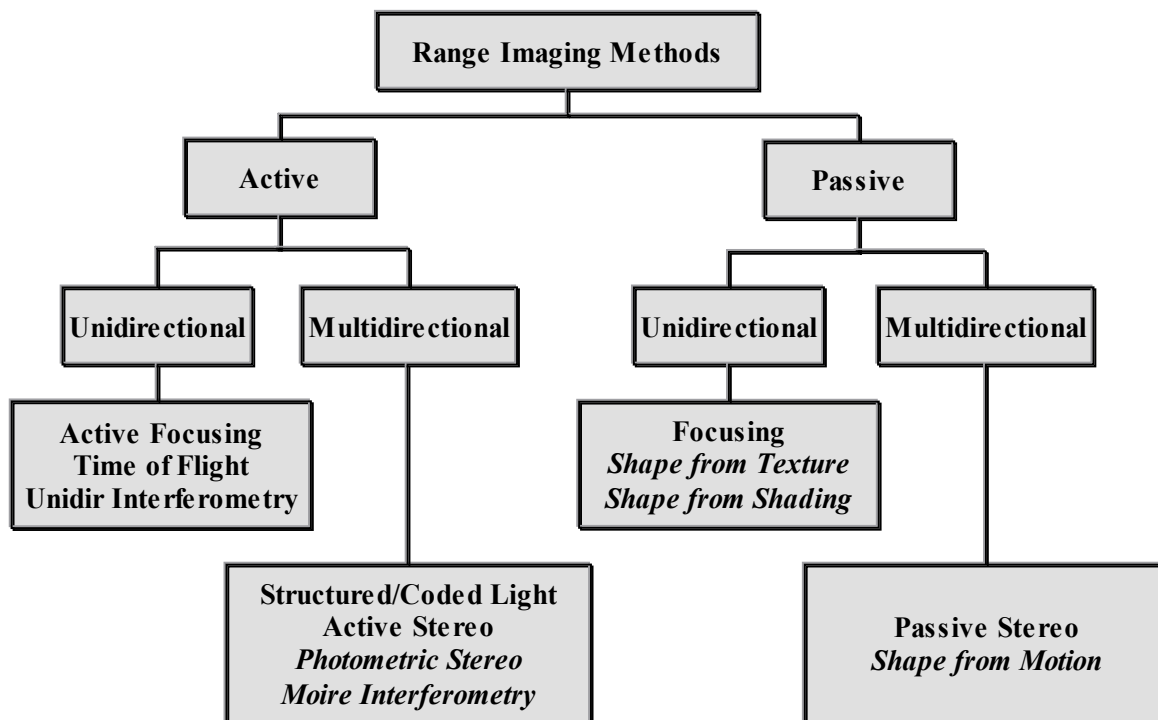 Range Imaging Methods
Active
Passive
Unidirectional
Multidirectional
Unidirectional
Multidirectional
Active Focusing
Time of Flight
Unidir Interferometry
Focusing
Shape from Texture
Shape from Shading
Structured/Coded Light
Active Stereo
Photometric Stereo
Moire Interferometry
Passive Stereo
Shape from Motion